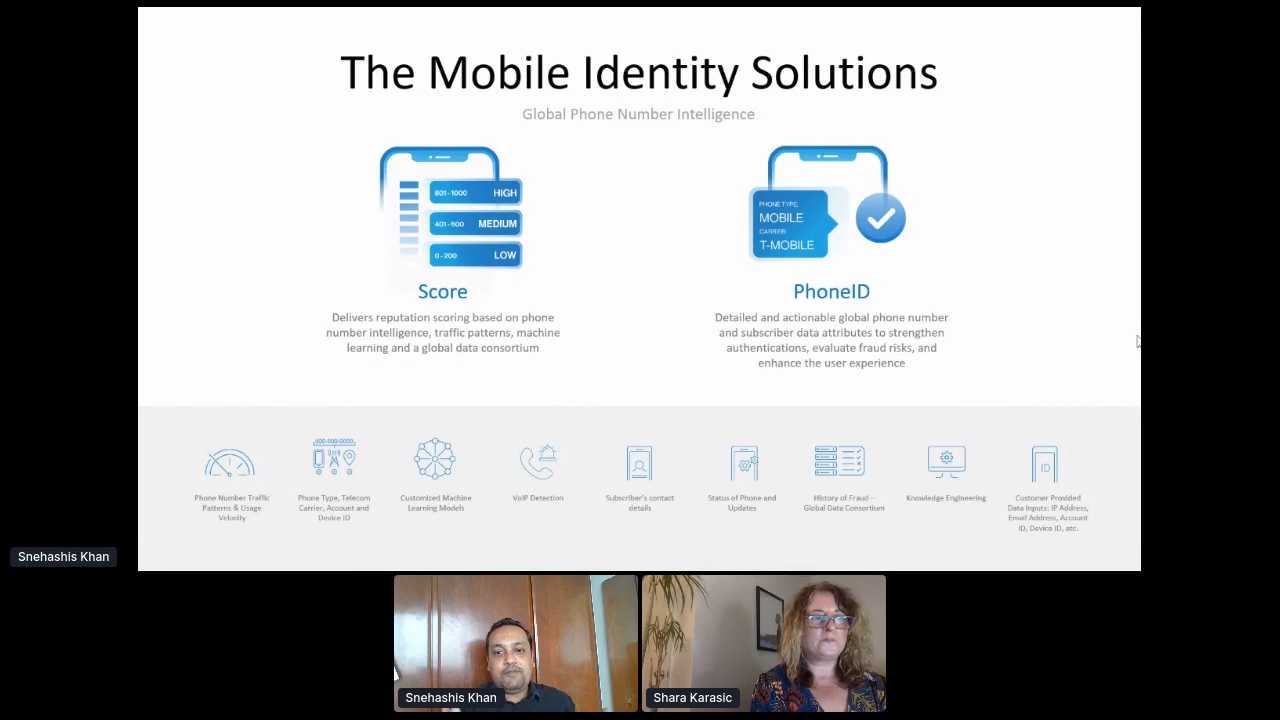 The Mobile Identity Solutions
Global Phone Number Intelligence
801-1000 HIGH
401-600 MEDIUM
0-200 LOW
PHONE TYPE:
MOBILE
CARRIER
T-MOBILE
Score
Delivers reputation scoring based on phone
number intelligence, traffic patterns, machine
learning and a global data consortium
PhoneID
Detailed and actionable global phone number
and subscriber data attributes to strengthen
authentications, evaluate fraud risks, and
enhance the user experience
000-000-0000
ID
Phone Number Traffic
Patterns & Usage
Velocity
Phone Type, Telecom
Carrier, Account and
Device ID
Customized Machine
Learning Models
VoIP Detection
Subscriber's contact
details
Status of Phone and
Updates
History of Fraud –
Global Data Consortium
Knowledge Engineering
Customer Provided
Data Inputs: IP Address,
Email Address, Account
ID, Device ID, etc.
Snehashis Khan
Snehashis Khan
Shara Karasic